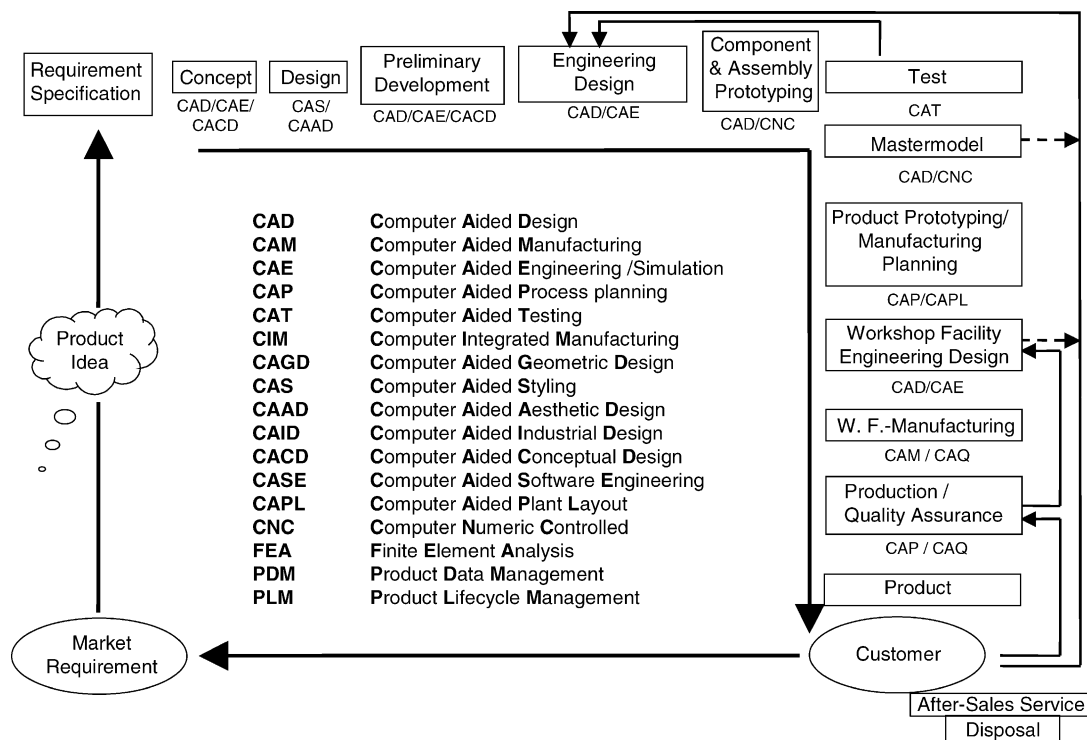 Requirement
Specification
Concept
CAD/CAE/
CACD
Design
CAS/
CAAD
Preliminary
Development
CAD/CAE/CACD
Engineering
Design
CAD/CAE
Component
& Assembly
Prototyping
CAD/CNC
Test
CAT
Mastermodel
CAD/CNC
Product Prototyping/
Manufacturing
Planning
CAP/CAPL
Workshop Facility
Engineering Design
CAD/CAE
W. F.-Manufacturing
CAM / CAQ
Production /
Quality Assurance
CAP / CAQ
Product
CAD Computer Aided Design
CAM Computer Aided Manufacturing
CAE Computer Aided Engineering /Simulation
CAP Computer Aided Process planning
CAT Computer Aided Testing
CIM Computer Integrated Manufacturing
CAGD Computer Aided Geometric Design
CAS Computer Aided Styling
CAAD Computer Aided Aesthetic Design
CAID Computer Aided Industrial Design
CACD Computer Aided Conceptual Design
CASE Computer Aided Software Engineering
CAPL Computer Aided Plant Layout
CNC Computer Numeric Controlled
FEA Finite Element Analysis
PDM Product Data Management
PLM Product Lifecycle Management
Product
Idea
Market
Requirement
Customer
After-Sales Service
Disposal